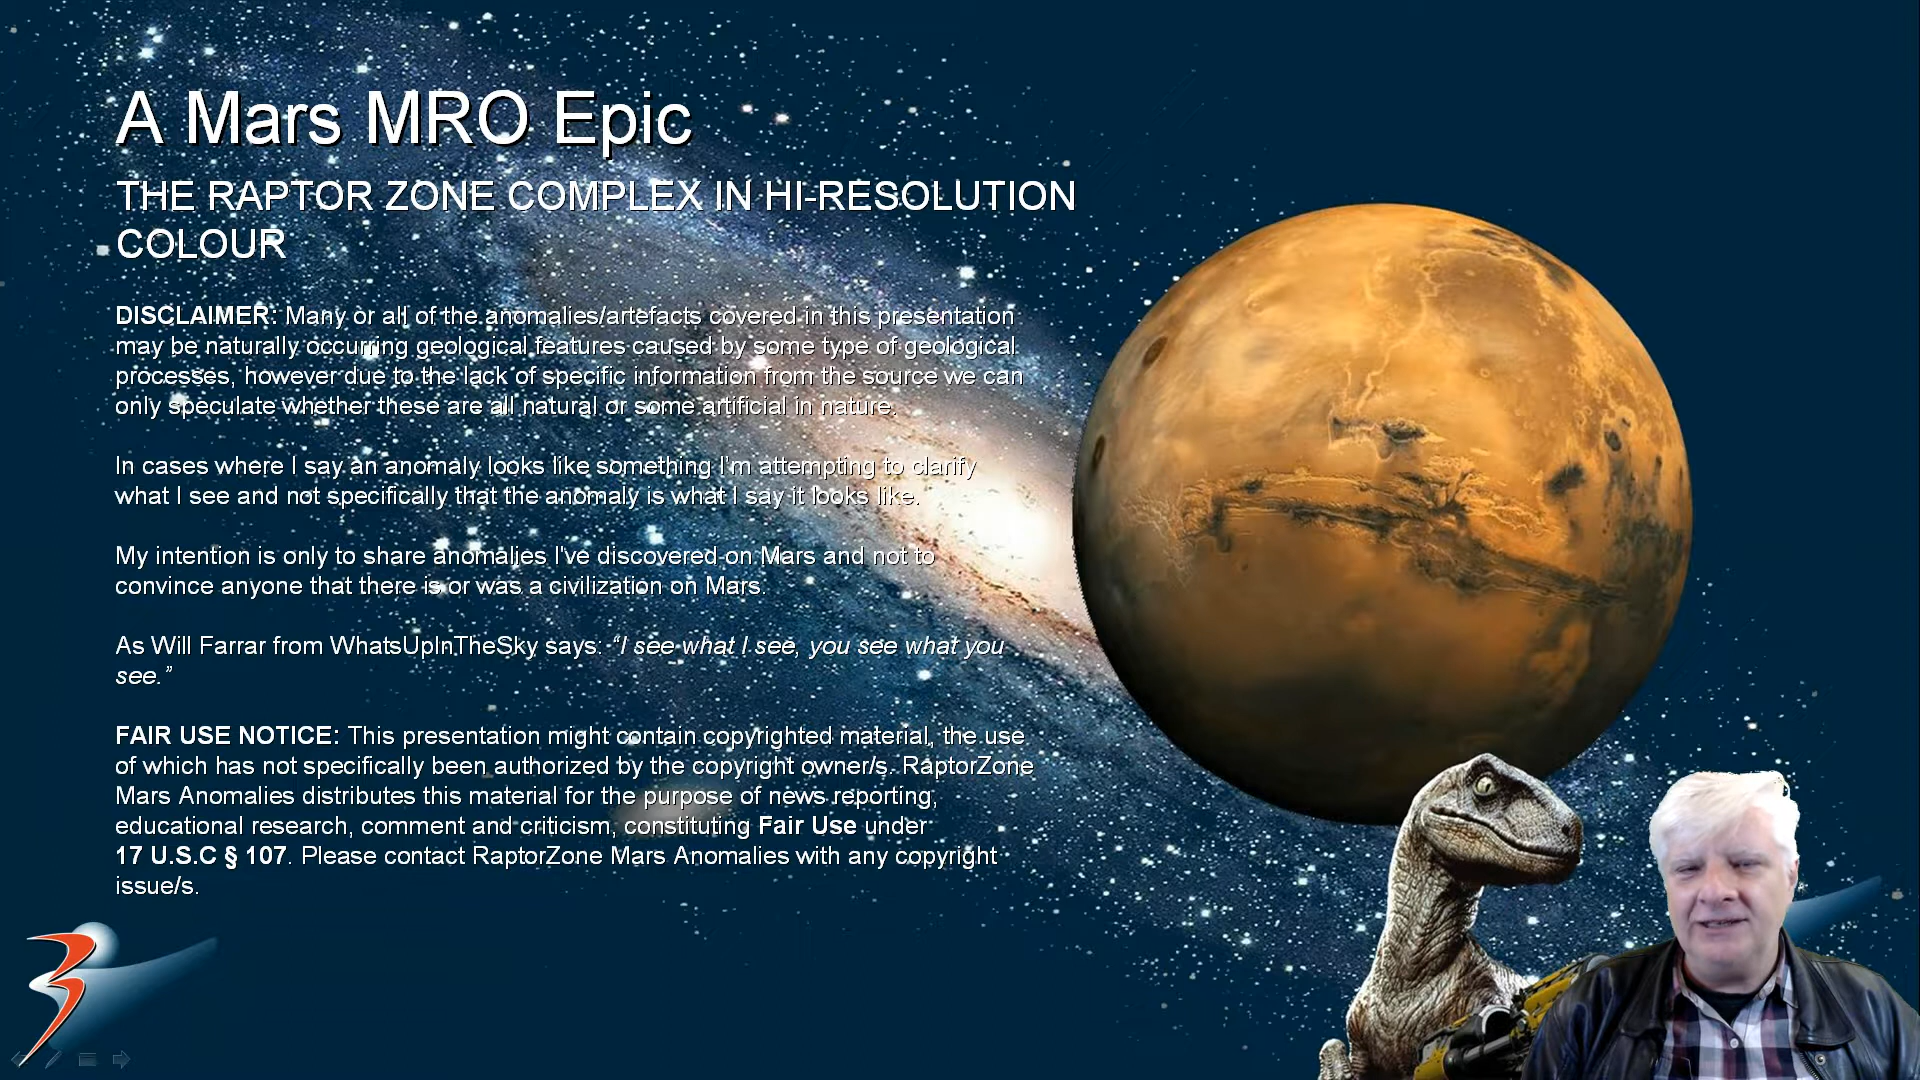 A Mars MRO Epic
THE RAPTOR ZONE COMPLEX IN HI-RESOLUTION
COLOUR
DISCLAIMER: Many or all of the anomalies/artefacts covered in this presentation
may be naturally occurring geological features caused by some type of geological
processes, however due to the lack of specific information from the source we can
only speculate whether these are all natural or some artificial in nature.
In cases where I say an anomaly looks like something I'm attempting to clarify
what I see and not specifically that the anomaly is what I say it looks like.
My intention is only to share anomalies I've discovered on Mars and not to
convince anyone that there is or was a civilization on Mars.
As Will Farrar from WhatsUpInTheSky says: “I see what I see, you see what you
see.”
FAIR USE NOTICE: This presentation might contain copyrighted material, the use
of which has not specifically been authorized by the copyright owner/s. RaptorZone
Mars Anomalies distributes this material for the purpose of news reporting,
educational research, comment and criticism, constituting Fair Use under
17 U.S.C § 107. Please contact RaptorZone Mars Anomalies with any copyright
issue/s.